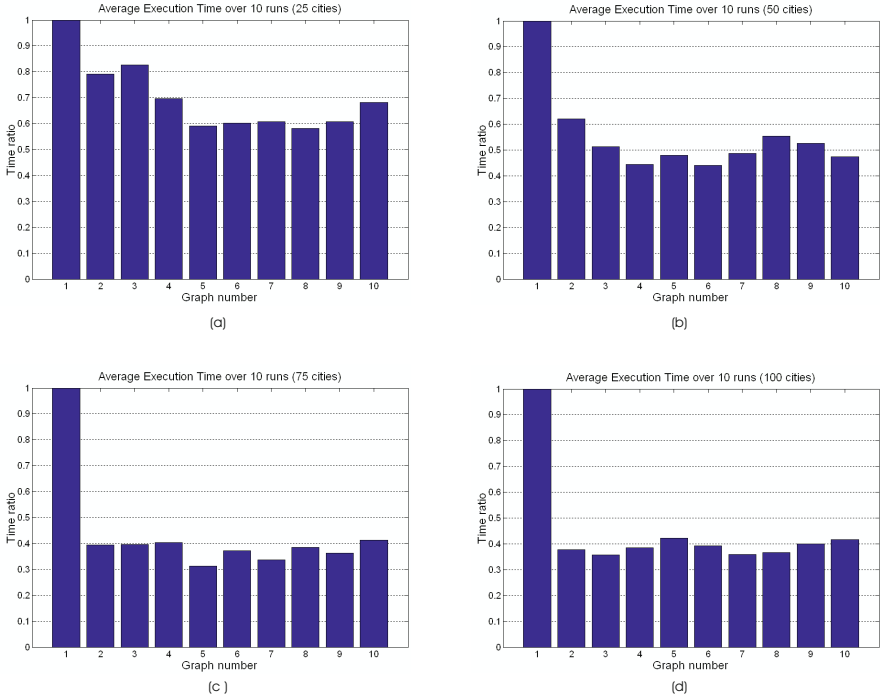 Average Execution Time over 10 runs (25 cities)
Time ratio
1
0.9
0.8
0.7
0.6
0.5
0.4
0.3
0.2
0.1
0
1 2 3 4 5 6 7 8 9 10
Graph number
(a)
Average Execution Time over 10 runs (50 cities)
Time ratio
1
0.9
0.8
0.7
0.6
0.5
0.4
0.3
0.2
0.1
0
1 2 3 4 5 6 7 8 9 10
Graph number
(b)
Average Execution Time over 10 runs (75 cities)
Time ratio
1
0.9
0.8
0.7
0.6
0.5
0.4
0.3
0.2
0.1
0
1 2 3 4 5 6 7 8 9 10
Graph number
(c )
Average Execution Time over 10 runs (100 cities)
Time ratio
1
0.9
0.8
0.7
0.6
0.5
0.4
0.3
0.2
0.1
0
1 2 3 4 5 6 7 8 9 10
Graph number
(d)